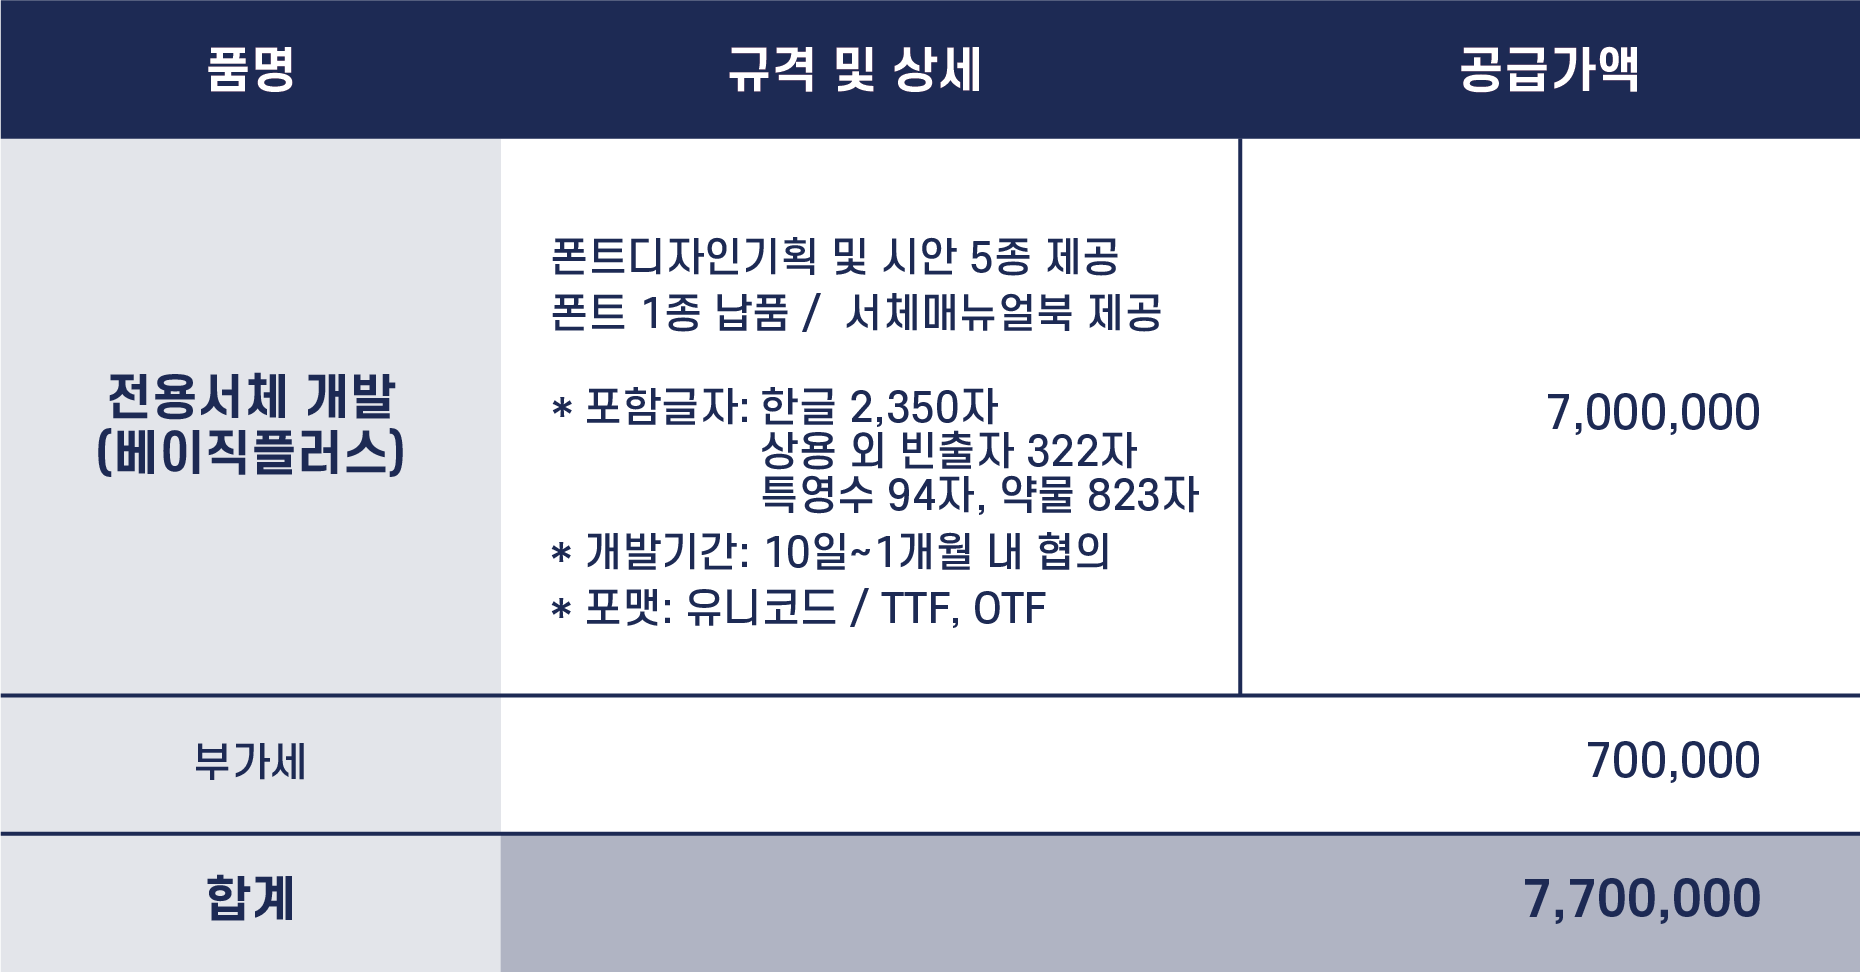 품명 규격 및 상세 공급가액
전용서체 개발
(베이직플러스)
폰트디자인기획 및 시안 5종 제공
폰트 1종 납품 / 서체매뉴얼북 제공
* 포함글자: 한글 2,350자
상용 외 빈출자 322자
특영수 94자, 약물 823자
* 개발기간: 10일~1개월 내 협의
* 포맷: 유니코드 / TTF, OTF
7,000,000
부가세 700,000
합계 7,700,000